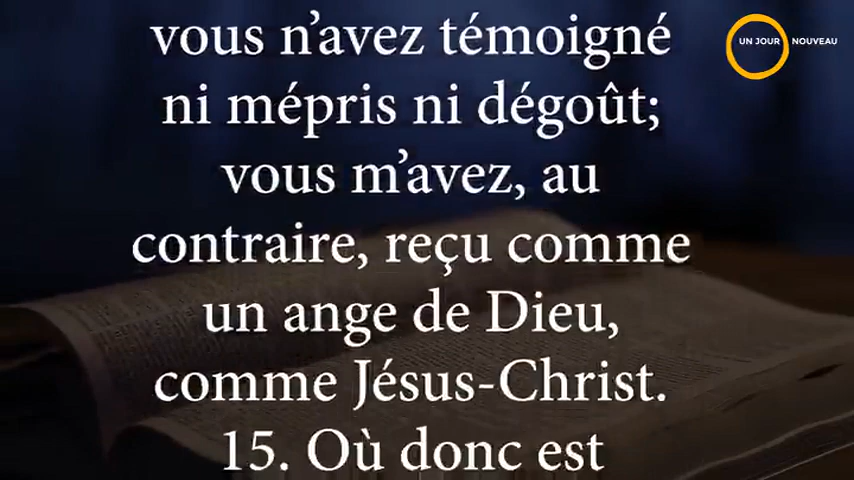 vous n’avez témoigné
ni mépris ni dégoût;
vous m’avez, au
contraire, reçu comme
un ange de Dieu,
comme Jésus-Christ.
15. Où donc est
UN JOUR NOUVEAU